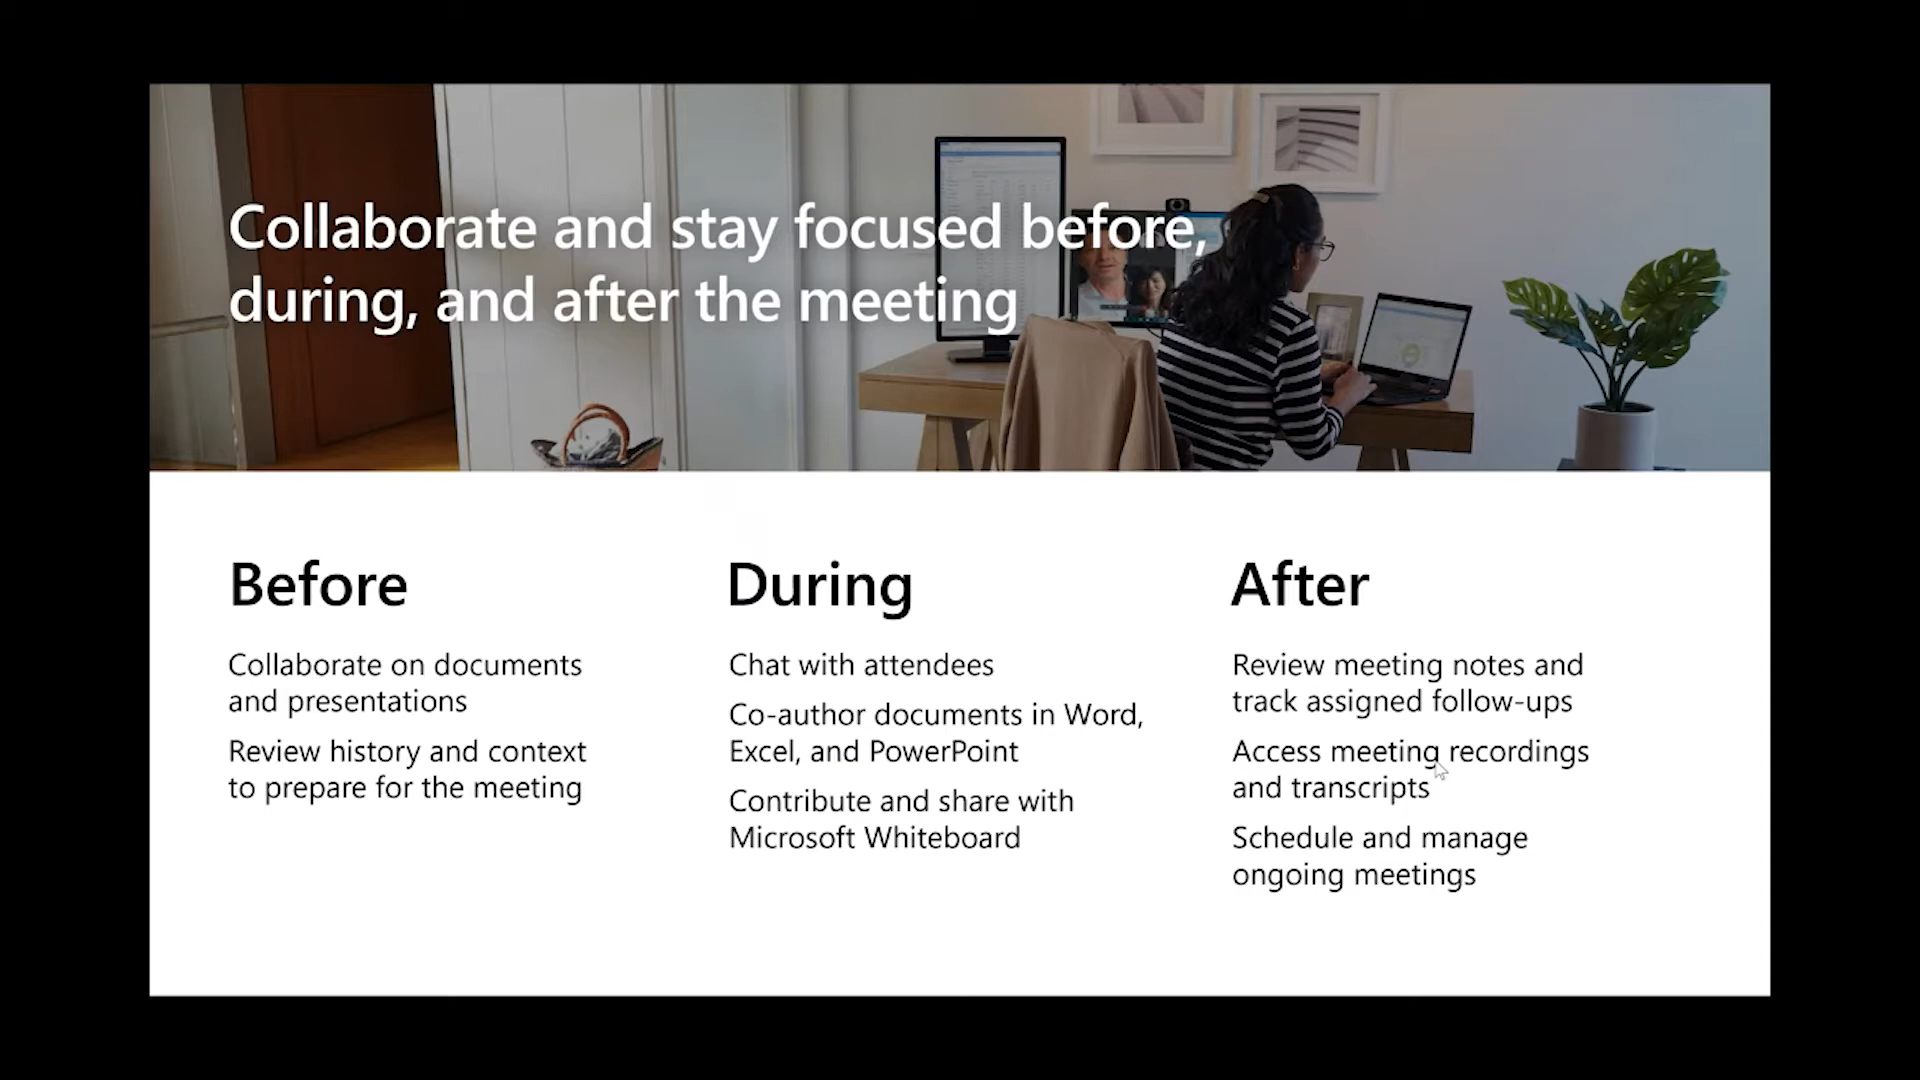 Collaborate and stay focused before,
during, and after the meeting
Before
Collaborate on documents
and presentations
Review history and context
to prepare for the meeting
During
Chat with attendees
Co-author documents in Word,
Excel, and PowerPoint
Contribute and share with
Microsoft Whiteboard
After
Review meeting notes and
track assigned follow-ups
Access meeting recordings
and transcripts
Schedule and manage
ongoing meetings